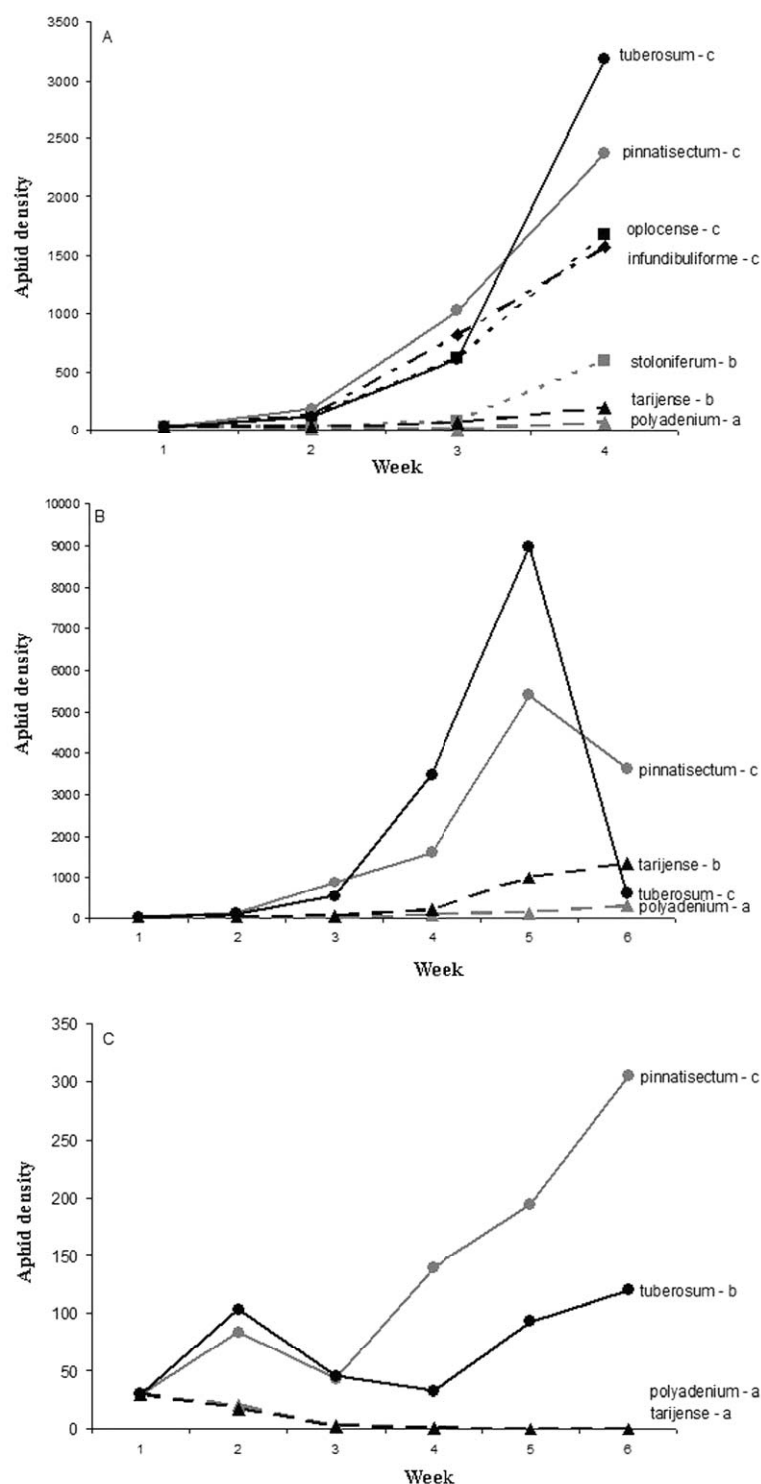 A
3500
3000
2500
2000
1500
1000
500
0
Aphid density
1 2 3 4
Week
tuberosum - c
pinnatisectum - c
oplocense - c
infundibuliforme - c
stoloniferum - b
tarijense - b
polyadenium - a
B
10000
9000
8000
7000
6000
5000
4000
3000
2000
1000
0
Aphid density
1 2 3 4 5 6
Week
pinnatisectum - c
tarijense - b
tuberosum - c
polyadenium - a
C
350
300
250
200
150
100
50
0
Aphid density
1 2 3 4 5 6
Week
pinnatisectum - c
tuberosum - b
polyadenium - a
tarijense - a